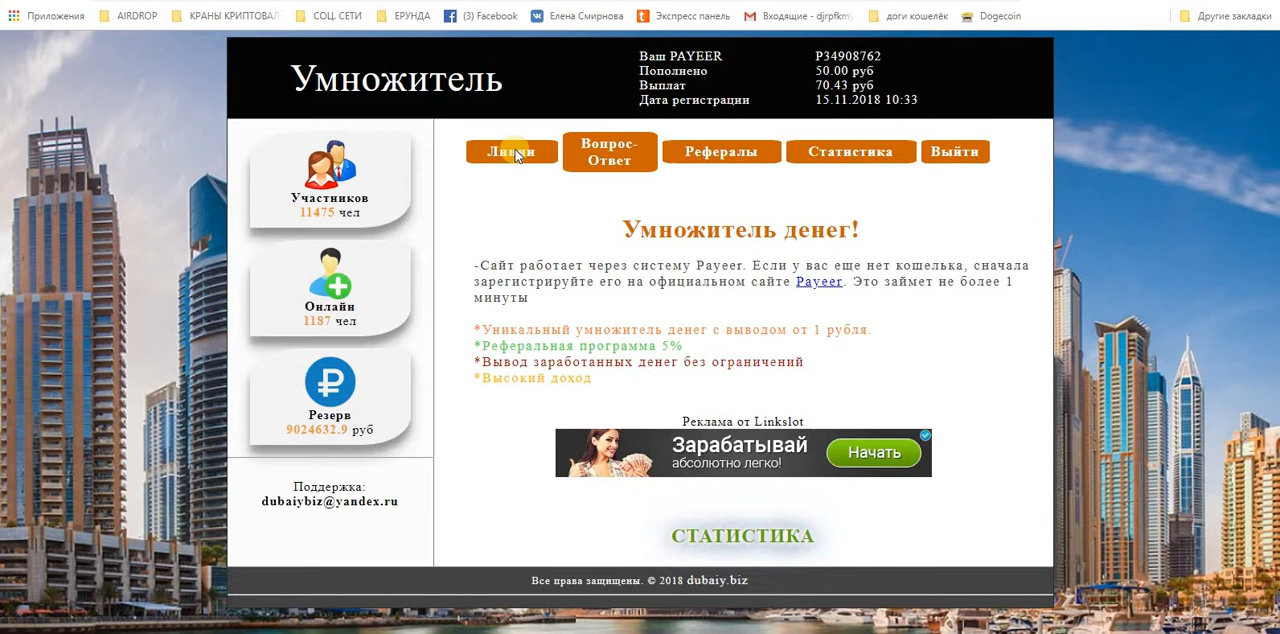 Приложения
AIRDROP
КРАНЫ КРИПТОВАЛ
СОЦ. СЕТИ
ЕРУНДА
(3) Facebook
Елена Смирнова
Экспресс панель
Входящие - djrpfkmy
доги кошелёк
Dogecoin
Другие закладки
Умножитель
Ваш PAYEER P34908762
Пополнено 50.00 руб
Выплат 70.43 руб
Дата регистрации 15.11.2018 10:33
Линии
Вопрос-
Ответ
Рефералы
Статистика
Выйти
Участников
11475 чел
Онлайн
1187 чел
Резерв
9024632.9 руб
Поддержка:
dubaiybiz@yandex.ru
Умножитель денег!
-Сайт работает через систему Payeer. Если у вас еще нет кошелька, сначала
зарегистрируйте его на официальном сайте Payeer. Это займет не более 1
минуты
*Уникальный умножитель денег с выводом от 1 рубля.
*Реферальная программа 5%
*Вывод заработанных денег без ограничений
*Высокий доход
Реклама от Linkslot
Зарабатывай
абсолютно легко!
Начать
СТАТИСТИКА
Все права защищены. © 2018 dubaiy.biz